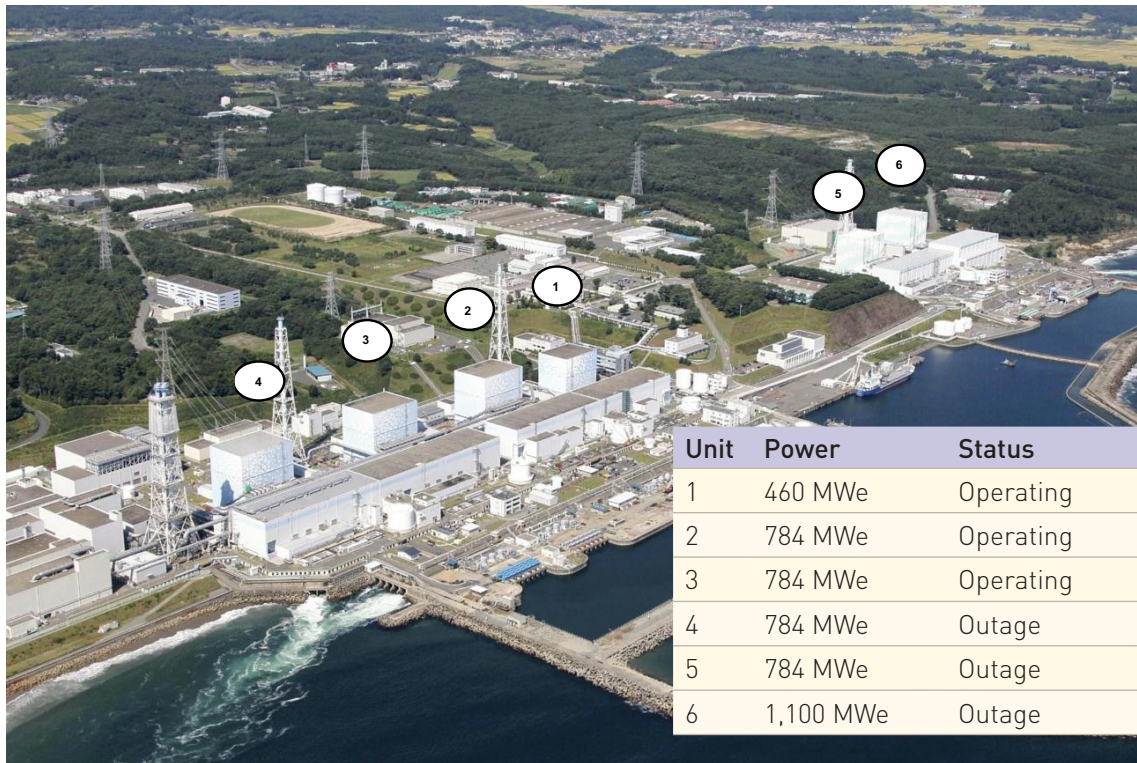 6
5
1
2
3
4
Unit Power Status
1 460 MWe Operating
2 784 MWe Operating
3 784 MWe Operating
4 784 MWe Outage
5 784 MWe Outage
6 1,100 MWe Outage